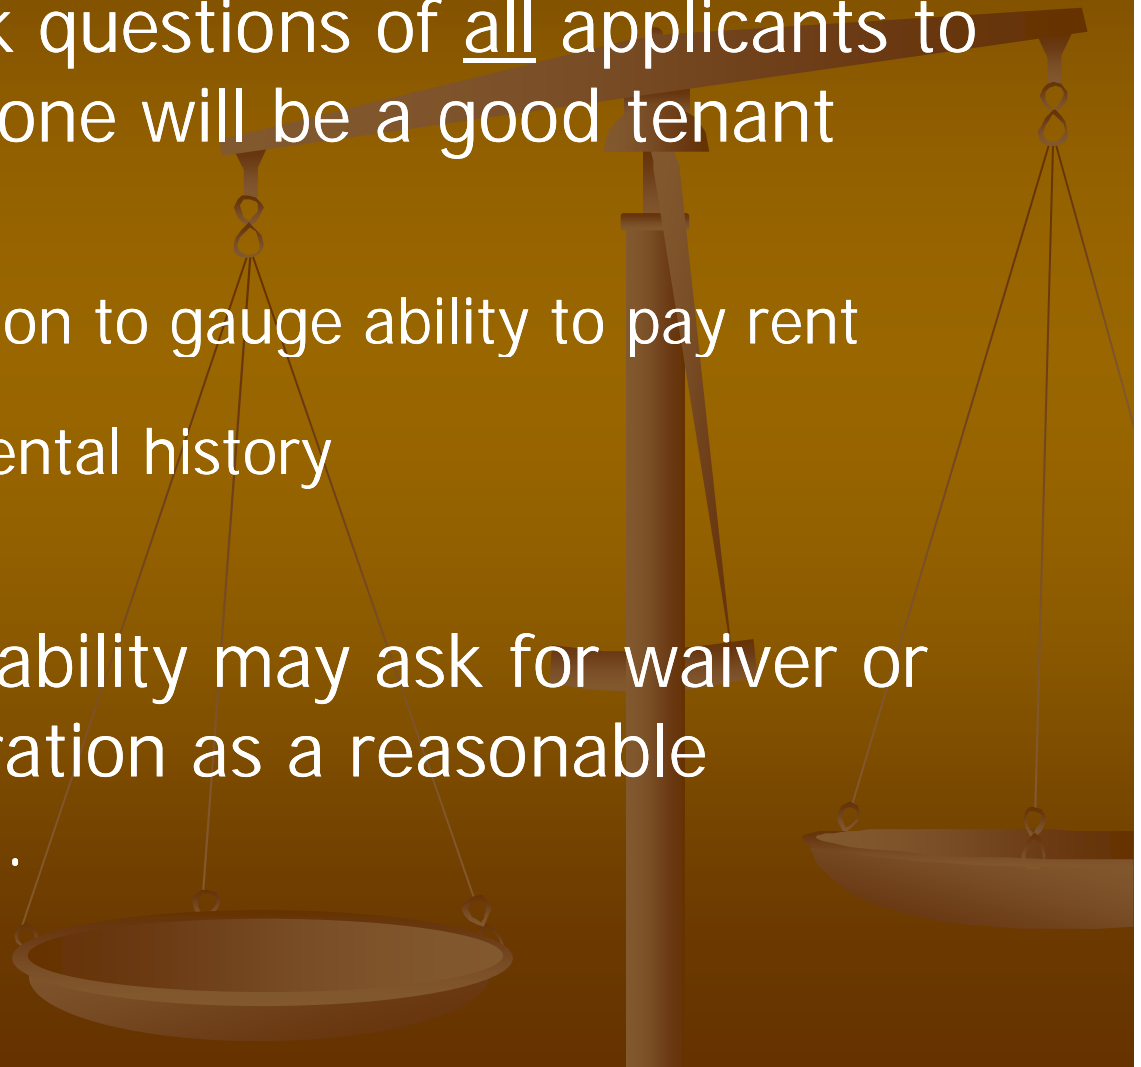 k questions of all applicants to
one will be a good tenant
on to gauge ability to pay rent
ental history
ability may ask for waiver or
ration as a reasonable
.